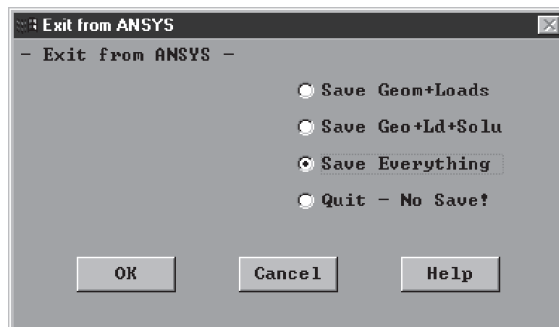 Exit from ANSYS
- Exit from ANSYS -
Save Geom+Loads
Save Geo+Ld+Solu
Save Everything
Quit - No Save!
OK Cancel Help